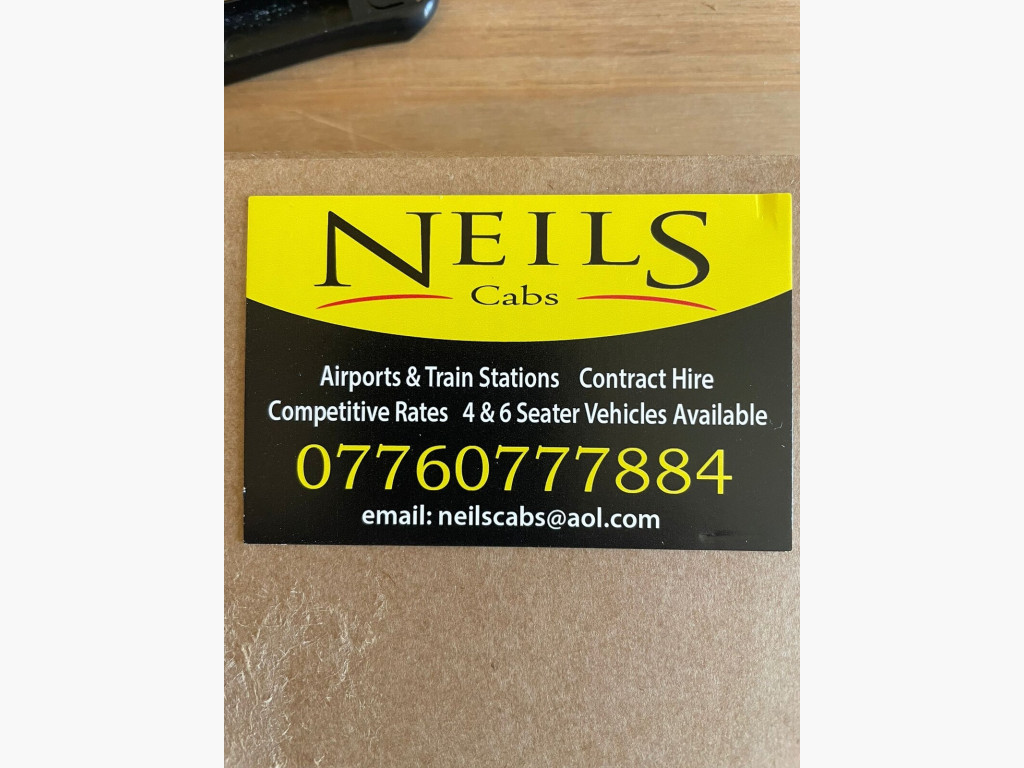 NEILS
Cabs
Airports & Train Stations Contract Hire
Competitive Rates 4 & 6 Seater Vehicles Available
07760777884
email: neilscabs@aol.com